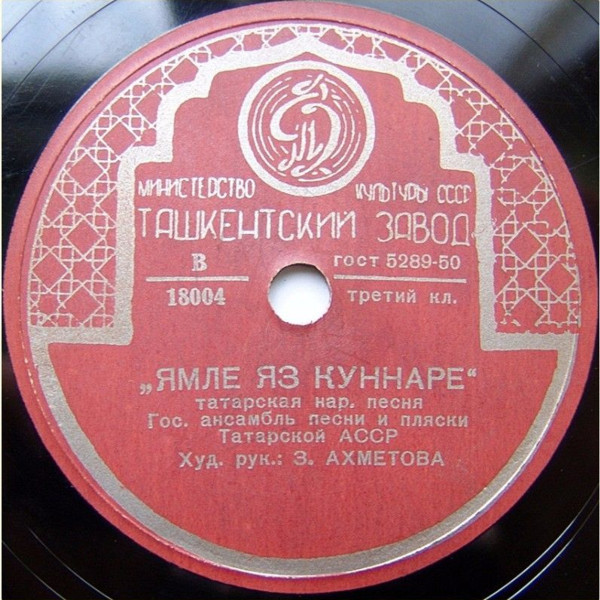 МИНИСТЕРСТВО КУЛЬТУРЫ СССР
ТАШКЕНТСКИЙ ЗАВОД
В ГОСТ 5289-50
18004 ТРЕТИЙ КЛ.
„ЯМЛЕ ЯЗ КУННАРЕ“
татарская нар. песня
Гос. ансамбль песни и пляски
Татарской АССР
Худ. рук.: З. АХМЕТОВА